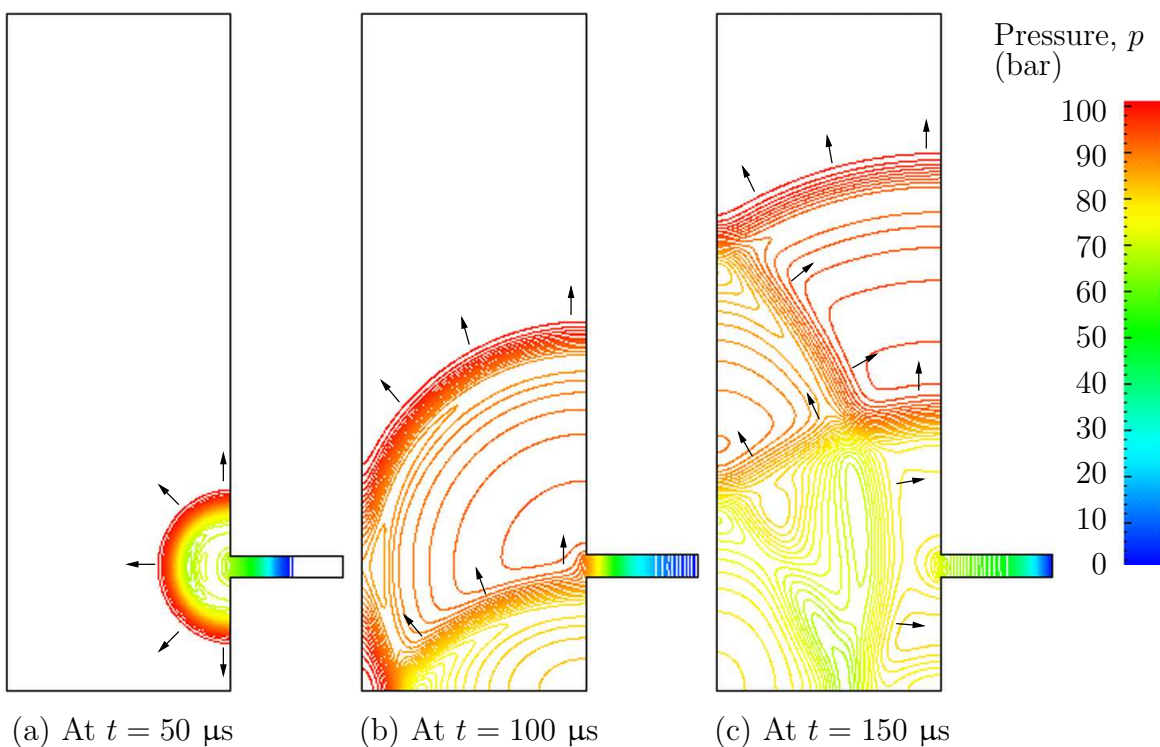 Pressure, p
(bar)
100
90
80
70
60
50
40
30
20
10
0
(a) At t = 50 μs
(b) At t = 100 μs
(c) At t = 150 μs